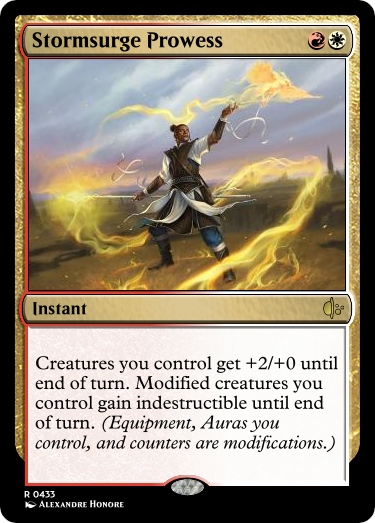 Stormsurge Prowess
Instant
Creatures you control get +2/+0 until
end of turn. Modified creatures you
control gain indestructible until end
of turn. (Equipment, Auras you
control, and counters are modifications.)
R 0433
Alexandre Honore